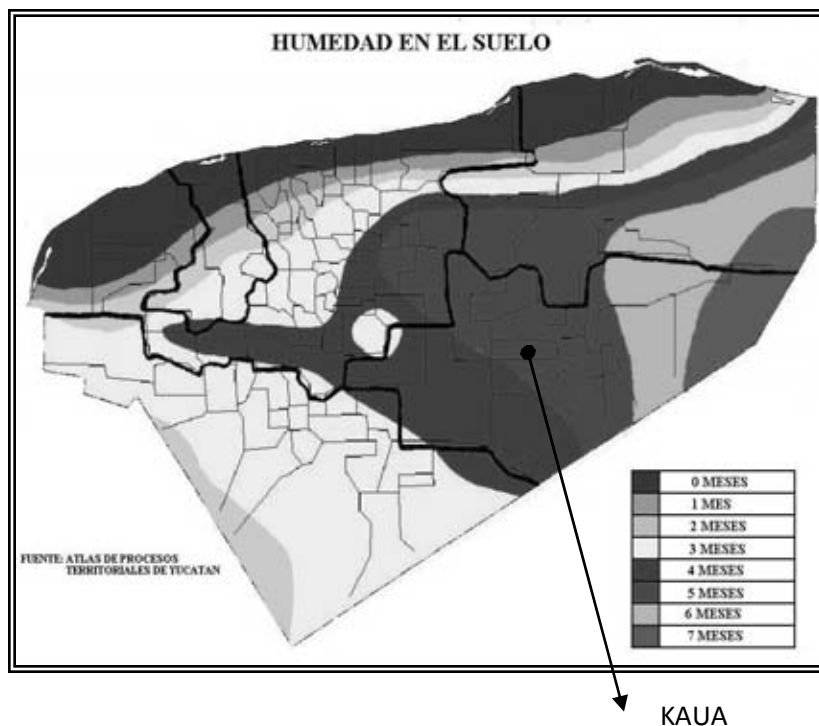 HUMEDAD EN EL SUELO
0 MESES
1 MES
2 MESES
3 MESES
4 MESES
5 MESES
6 MESES
7 MESES
FUENTE: ATLAS DE PROCESOS
TERRITORIALES DE YUCATAN
KAUA